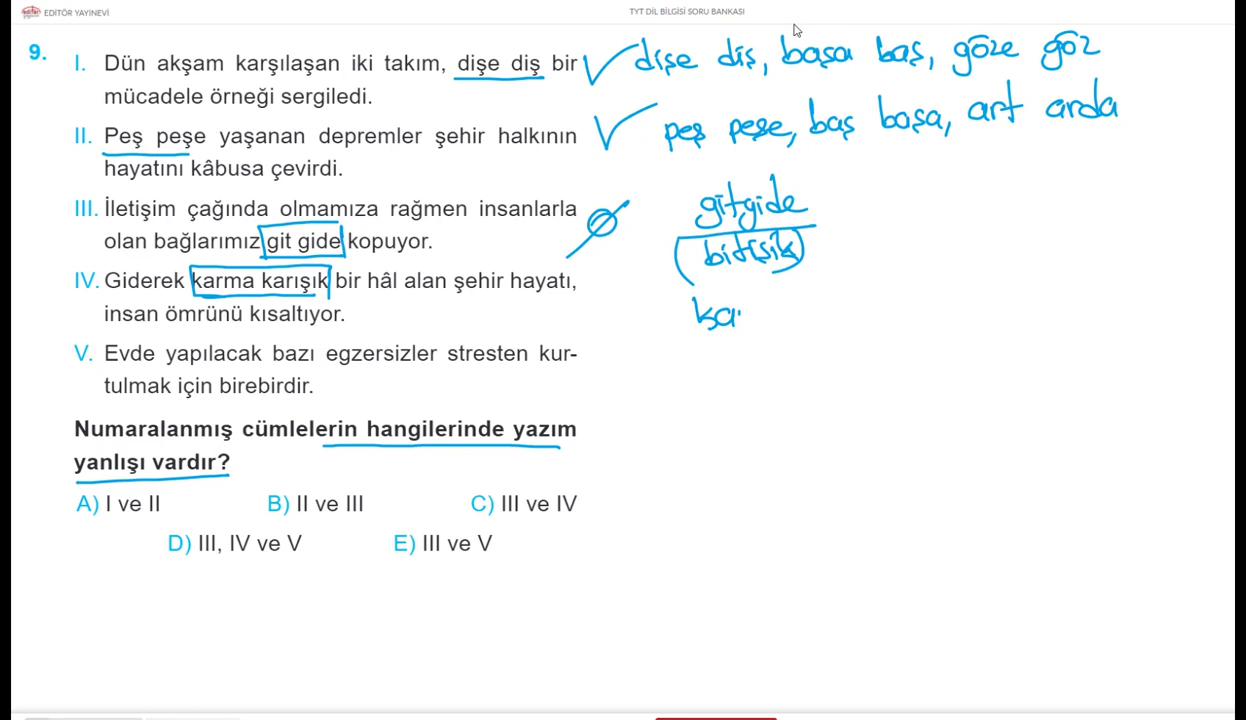 EDİTÖR YAYINEVİ
TYT DİL BİLGİSİ SORU BANKASI
9.
I. Dün akşam karşılaşan iki takım, dişe diş bir
mücadele örneği sergiledi.
II. Peş peşe yaşanan depremler şehir halkının
hayatını kâbusa çevirdi.
III. İletişim çağında olmamıza rağmen insanlarla
olan bağlarımız git gide kopuyor.
IV. Giderek karma karışık bir hâl alan şehir hayatı,
insan ömrünü kısaltıyor.
V. Evde yapılacak bazı egzersizler stresten kur-
tulmak için birebirdir.
Numaralanmış cümlelerin hangilerinde yazım
yanlışı vardır?
A) I ve II B) II ve III C) III ve IV
D) III, IV ve V E) III ve V
dişe diş, başa baş, göze göz
peş peşe, baş başa, art arda
gitgide
(bitişik)
ka